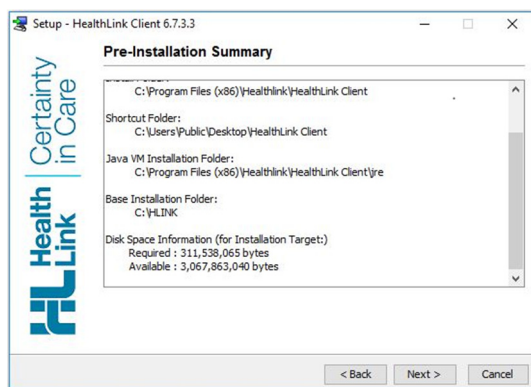 Setup - HealthLink Client 6.7.3.3
Pre-Installation Summary
C:\Program Files (x86)\Healthlink\HealthLink Client
Shortcut Folder:
C:\Users\Public\Desktop\HealthLink Client
Java VM Installation Folder:
C:\Program Files (x86)\Healthlink\HealthLink Client\jre
Base Installation Folder:
C:\HLINK
Disk Space Information (for Installation Target:)
Required : 311,538,065 bytes
Available : 3,067,863,040 bytes
Certainty
in Care
Health
Link
HL
< Back
Next >
Cancel